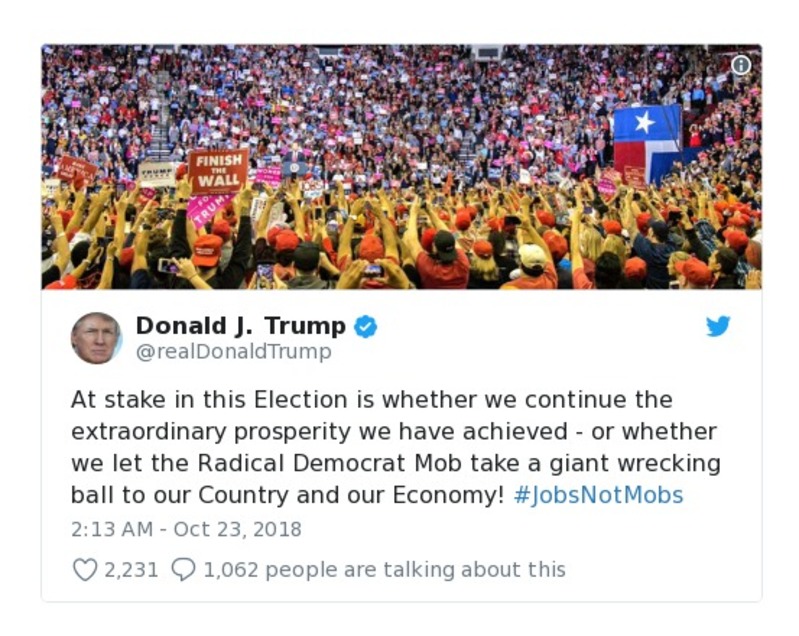 FINISH
THE
WALL
TRUMP
Donald J. Trump
@realDonaldTrump
At stake in this Election is whether we continue the
extraordinary prosperity we have achieved - or whether
we let the Radical Democrat Mob take a giant wrecking
ball to our Country and our Economy! #JobsNotMobs
2:13 AM - Oct 23, 2018
2,231 1,062 people are talking about this